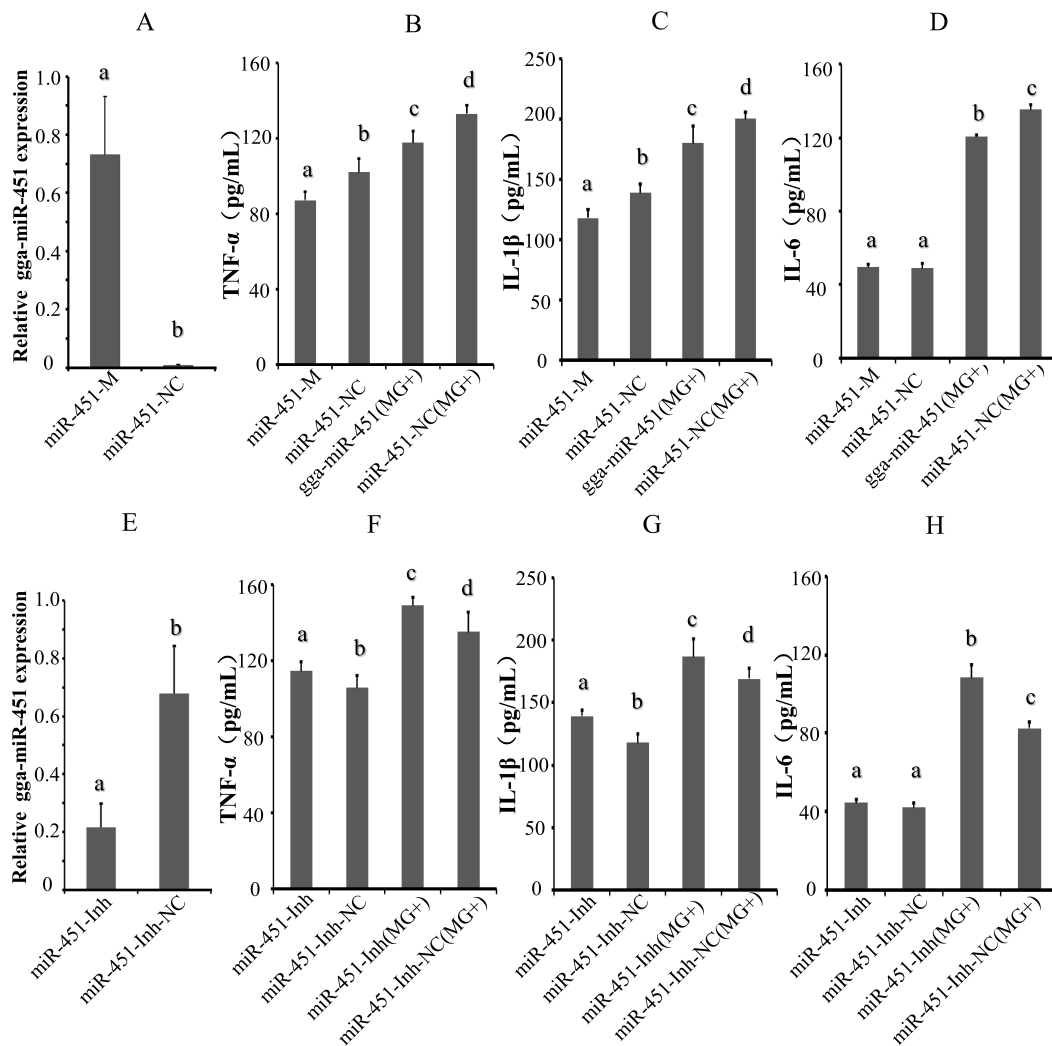 A
Relative gga-miR-451 expression
1.0
0.8
0.6
0.4
0.2
0
a
b
miR-451-M
miR-451-NC
B
TNF-α（pg/mL）
160
120
80
40
0
a
b
c
d
miR-451-M
miR-451-NC
gga-miR-451(MG+)
miR-451-NC(MG+)
C
IL-1β（pg/mL）
250
200
150
100
50
0
a
b
c
d
miR-451-M
miR-451-NC
gga-miR-451(MG+)
miR-451-NC(MG+)
D
IL-6（pg/mL）
160
120
80
40
0
a
a
b
c
miR-451-M
miR-451-NC
gga-miR-451(MG+)
miR-451-NC(MG+)
E
Relative gga-miR-451 expression
1.0
0.8
0.6
0.4
0.2
0
a
b
miR-451-Inh
miR-451-Inh-NC
F
TNF-α（pg/mL）
160
120
80
40
0
a
b
c
d
miR-451-Inh
miR-451-Inh-NC
miR-451-Inh(MG+)
miR-451-Inh-NC(MG+)
G
IL-1β（pg/mL）
250
200
150
100
50
0
a
b
c
d
miR-451-Inh
miR-451-Inh-NC
miR-451-Inh(MG+)
miR-451-Inh-NC(MG+)
H
IL-6（pg/mL）
160
120
80
40
0
a
a
b
c
miR-451-Inh
miR-451-Inh-NC
miR-451-Inh(MG+)
miR-451-Inh-NC(MG+)